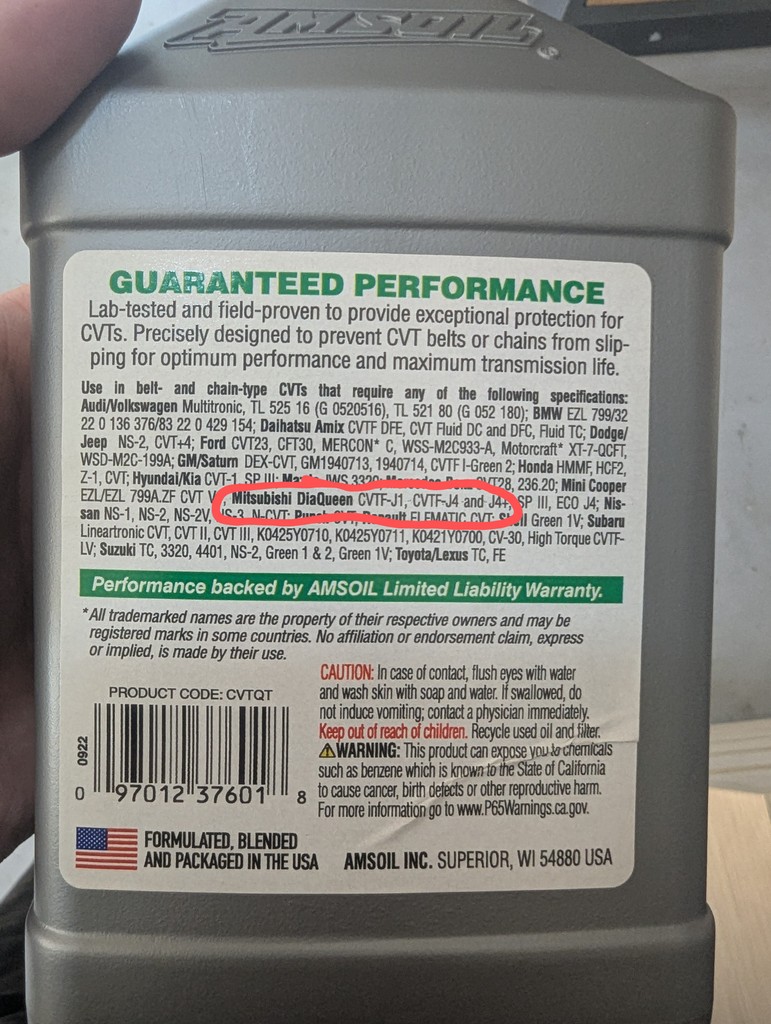 AMSOIL®
GUARANTEED PERFORMANCE
Lab-tested and field-proven to provide exceptional protection for
CVTs. Precisely designed to prevent CVT belts or chains from slip-
ping for optimum performance and maximum transmission life.
Use in belt- and chain-type CVTs that require any of the following specifications:
Audi/Volkswagen Multitronic, TL 525 16 (G 0520516), TL 521 80 (G 052 180); BMW EZL 799/32
22 0 136 376/83 22 0 429 154; Daihatsu Amix CVTF DFE, CVT Fluid DC and DFC, Fluid TC; Dodge/
Jeep NS-2, CVT+4; Ford CVT23, CFT30, MERCON* C, WSS-M2C933-A, Motorcraft* XT-7-QCFT,
WSD-M2C-199A; GM/Saturn DEX-CVT, GM1940713, 1940714, CVTF I-Green 2; Honda HMMF, HCF2,
Z-1, CVT; Hyundai/Kia CVT-1, SP III; JWS 3320; CVT28, 236.20; Mini Cooper
EZL/EZL 799A.ZF CVT Mitsubishi DiaQueen CVTF-J1, CVTF-J4 and J4+, SP III, ECO J4; Nis-
san NS-1, NS-2, NS-2V, NS-3, N-CVT; Punch CVT; Renault ELEMATIC CVT; Shell Green 1V; Subaru
Lineartronic CVT, CVT II, CVT III, K0425Y0710, K0425Y0711, K0421Y0700, CV-30, High Torque CVTF-
LV; Suzuki TC, 3320, 4401, NS-2, Green 1 & 2, Green 1V; Toyota/Lexus TC, FE
Performance backed by AMSOIL Limited Liability Warranty.
*All trademarked names are the property of their respective owners and may be
registered marks in some countries. No affiliation or endorsement claim, express
or implied, is made by their use.
PRODUCT CODE: CVTQT
0922
0 97012 37601 8
CAUTION: In case of contact, flush eyes with water
and wash skin with soap and water. If swallowed, do
not induce vomiting; contact a physician immediately.
Keep out of reach of children. Recycle used oil and filter.
⚠WARNING: This product can expose you to chemicals
such as benzene which is known to the State of California
to cause cancer, birth defects or other reproductive harm.
For more information go to www.P65Warnings.ca.gov.
FORMULATED, BLENDED
AND PACKAGED IN THE USA
AMSOIL INC. SUPERIOR, WI 54880 USA